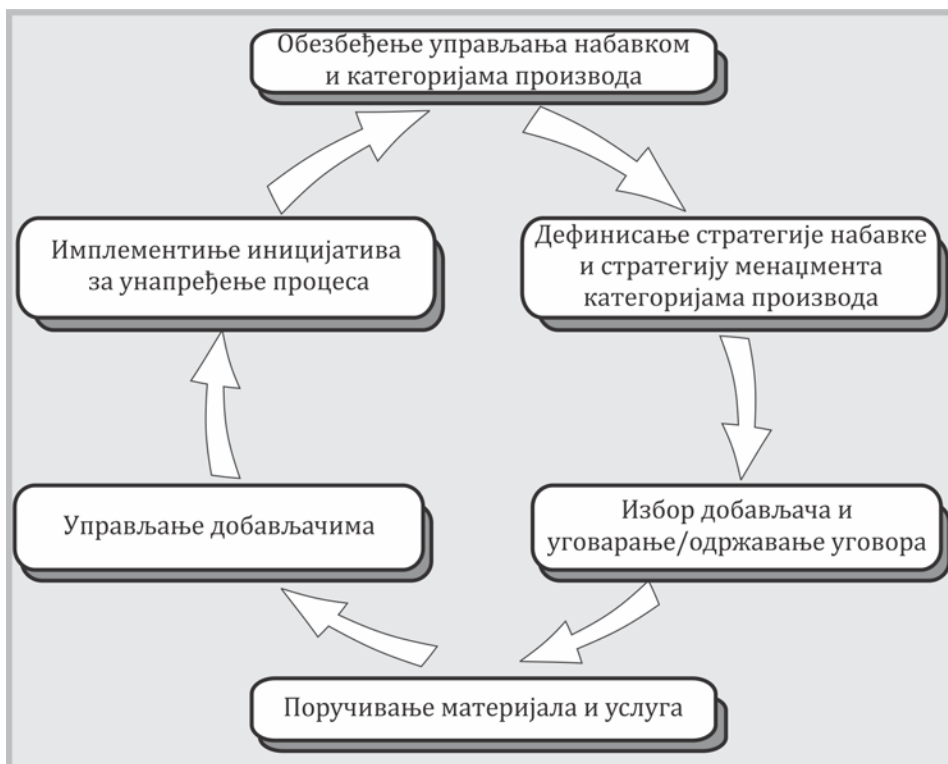 Обезбеђење управљања набавком
и категоријама производа
Дефинисање стратегије набавке
и стратегију менаџмента
категоријама производа
Избор добављача и
уговарање/одржавање уговора
Поручивање материјала и услуга
Управљање добављачима
Имплементиње иницијатива
за унапређење процеса